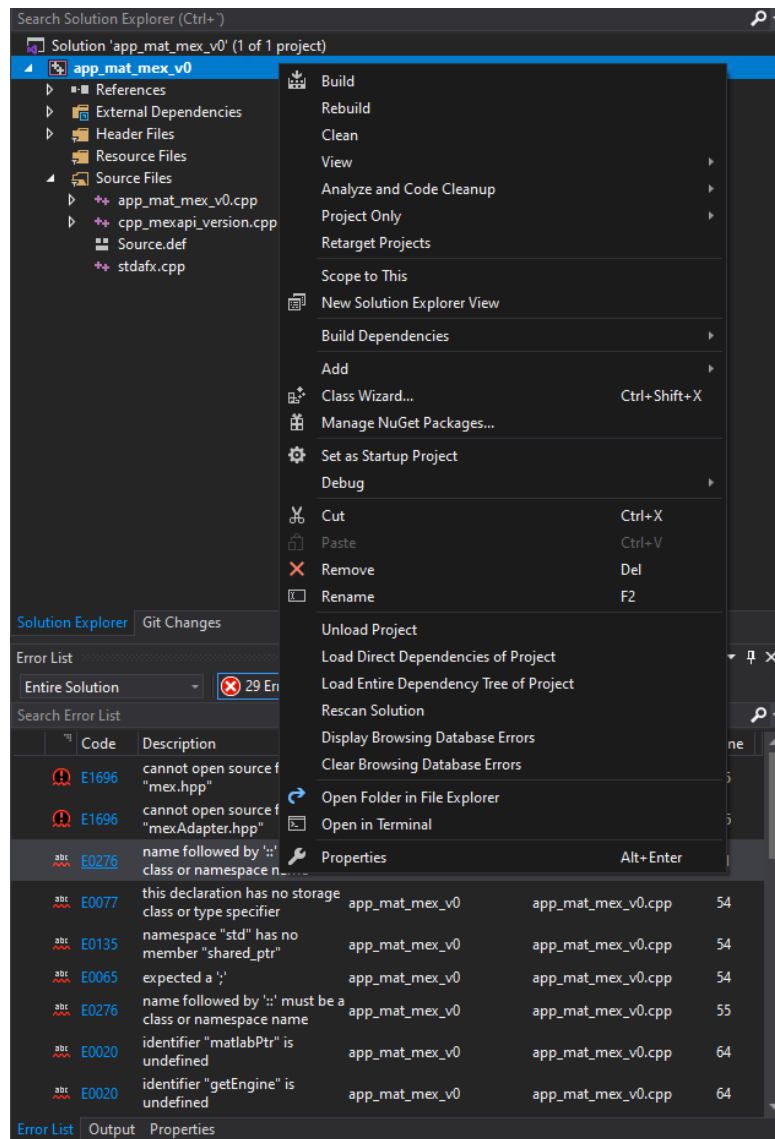 Search Solution Explorer (Ctrl+`)
Solution 'app_mat_mex_v0' (1 of 1 project)
app_mat_mex_v0
References
External Dependencies
Header Files
Resource Files
Source Files
app_mat_mex_v0.cpp
cpp_mexapi_version.cpp
Source.def
stdafx.cpp
Build
Rebuild
Clean
View
Analyze and Code Cleanup
Project Only
Retarget Projects
Scope to This
New Solution Explorer View
Build Dependencies
Add
Class Wizard... Ctrl+Shift+X
Manage NuGet Packages...
Set as Startup Project
Debug
Cut Ctrl+X
Paste Ctrl+V
Remove Del
Rename F2
Unload Project
Load Direct Dependencies of Project
Load Entire Dependency Tree of Project
Rescan Solution
Display Browsing Database Errors
Clear Browsing Database Errors
Open Folder in File Explorer
Open in Terminal
Properties Alt+Enter
Solution Explorer Git Changes
Error List
Entire Solution 29 Er
Search Error List
Code Description ne
E1696 cannot open source f
"mex.hpp"
E1696 cannot open source f
"mexAdapter.hpp"
E0276 name followed by '::'
class or namespace
E0077 this declaration has no storage
class or type specifier app_mat_mex_v0 app_mat_mex_v0.cpp 54
E0135 namespace "std" has no
member "shared_ptr" app_mat_mex_v0 app_mat_mex_v0.cpp 54
E0065 expected a ';' app_mat_mex_v0 app_mat_mex_v0.cpp 54
E0276 name followed by '::' must be a
class or namespace name app_mat_mex_v0 app_mat_mex_v0.cpp 55
E0020 identifier "matlabPtr" is
undefined app_mat_mex_v0 app_mat_mex_v0.cpp 64
E0020 identifier "getEngine" is
undefined app_mat_mex_v0 app_mat_mex_v0.cpp 64
Error List Output Properties